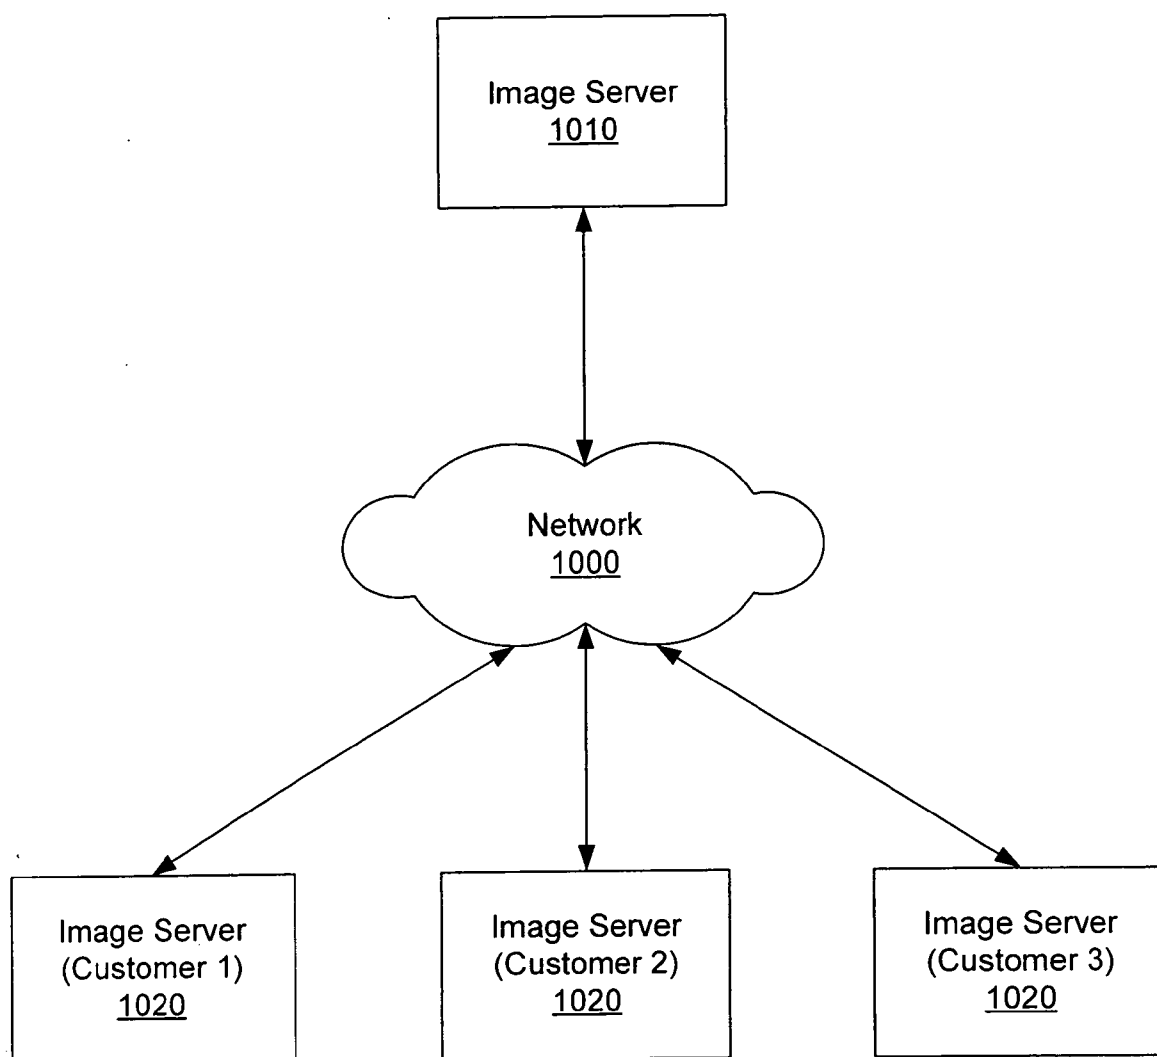 Image Server
1010
Network
1000
Image Server
(Customer 1)
1020
Image Server
(Customer 2)
1020
Image Server
(Customer 3)
1020